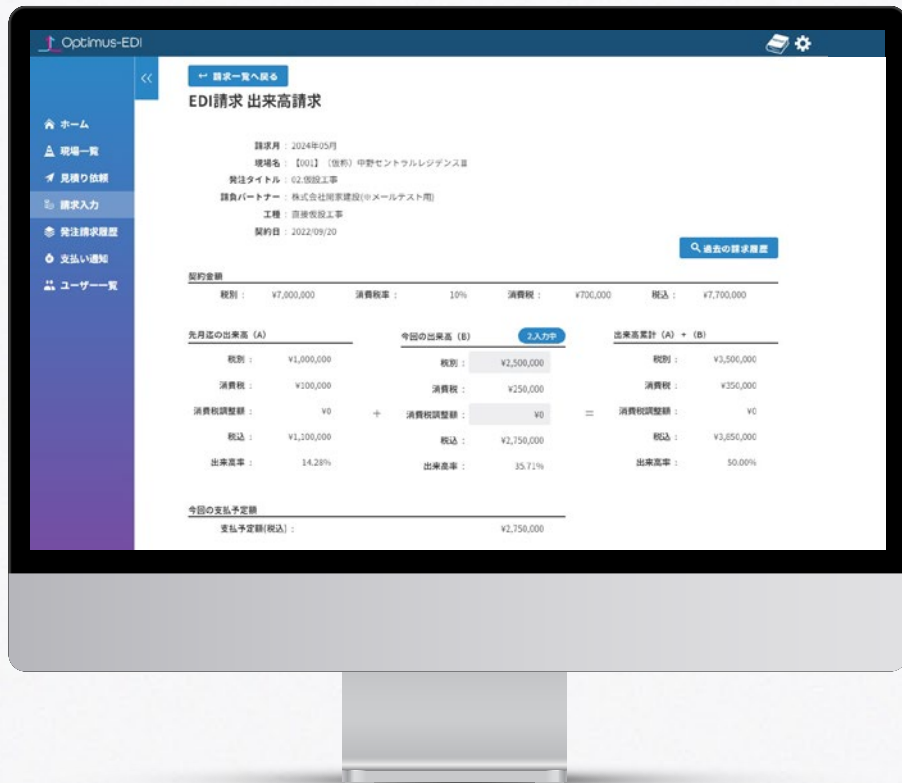 Optimus-EDI
ホーム
現場一覧
見積り依頼
請求入力
発注請求履歴
支払い通知
ユーザー一覧
<<
↩ 請求一覧へ戻る
EDI請求 出来高請求
請求月 : 2024年05月
現場名 : 【001】（仮称）中野セントラルレジデンスⅡ
発注タイトル : 02.仮設工事
請負パートナー : 株式会社関京建設(※メールテスト用)
工種 : 直接仮設工事
契約日 : 2022/09/20
過去の請求履歴
契約金額
税別 : ¥7,000,000 消費税率 : 10% 消費税 : ¥700,000 税込 : ¥7,700,000
先月迄の出来高 (A) 今回の出来高 (B) 2.入力中 出来高累計 (A) + (B)
税別 : ¥1,000,000 税別 : ¥2,500,000 税別 : ¥3,500,000
消費税 : ¥100,000 消費税 : ¥250,000 消費税 : ¥350,000
消費税調整額 : ¥0 + 消費税調整額 : ¥0 = 消費税調整額 : ¥0
税込 : ¥1,100,000 税込 : ¥2,750,000 税込 : ¥3,850,000
出来高率 : 14.28% 出来高率 : 35.71% 出来高率 : 50.00%
今回の支払予定額
支払予定額(税込) : ¥2,750,000